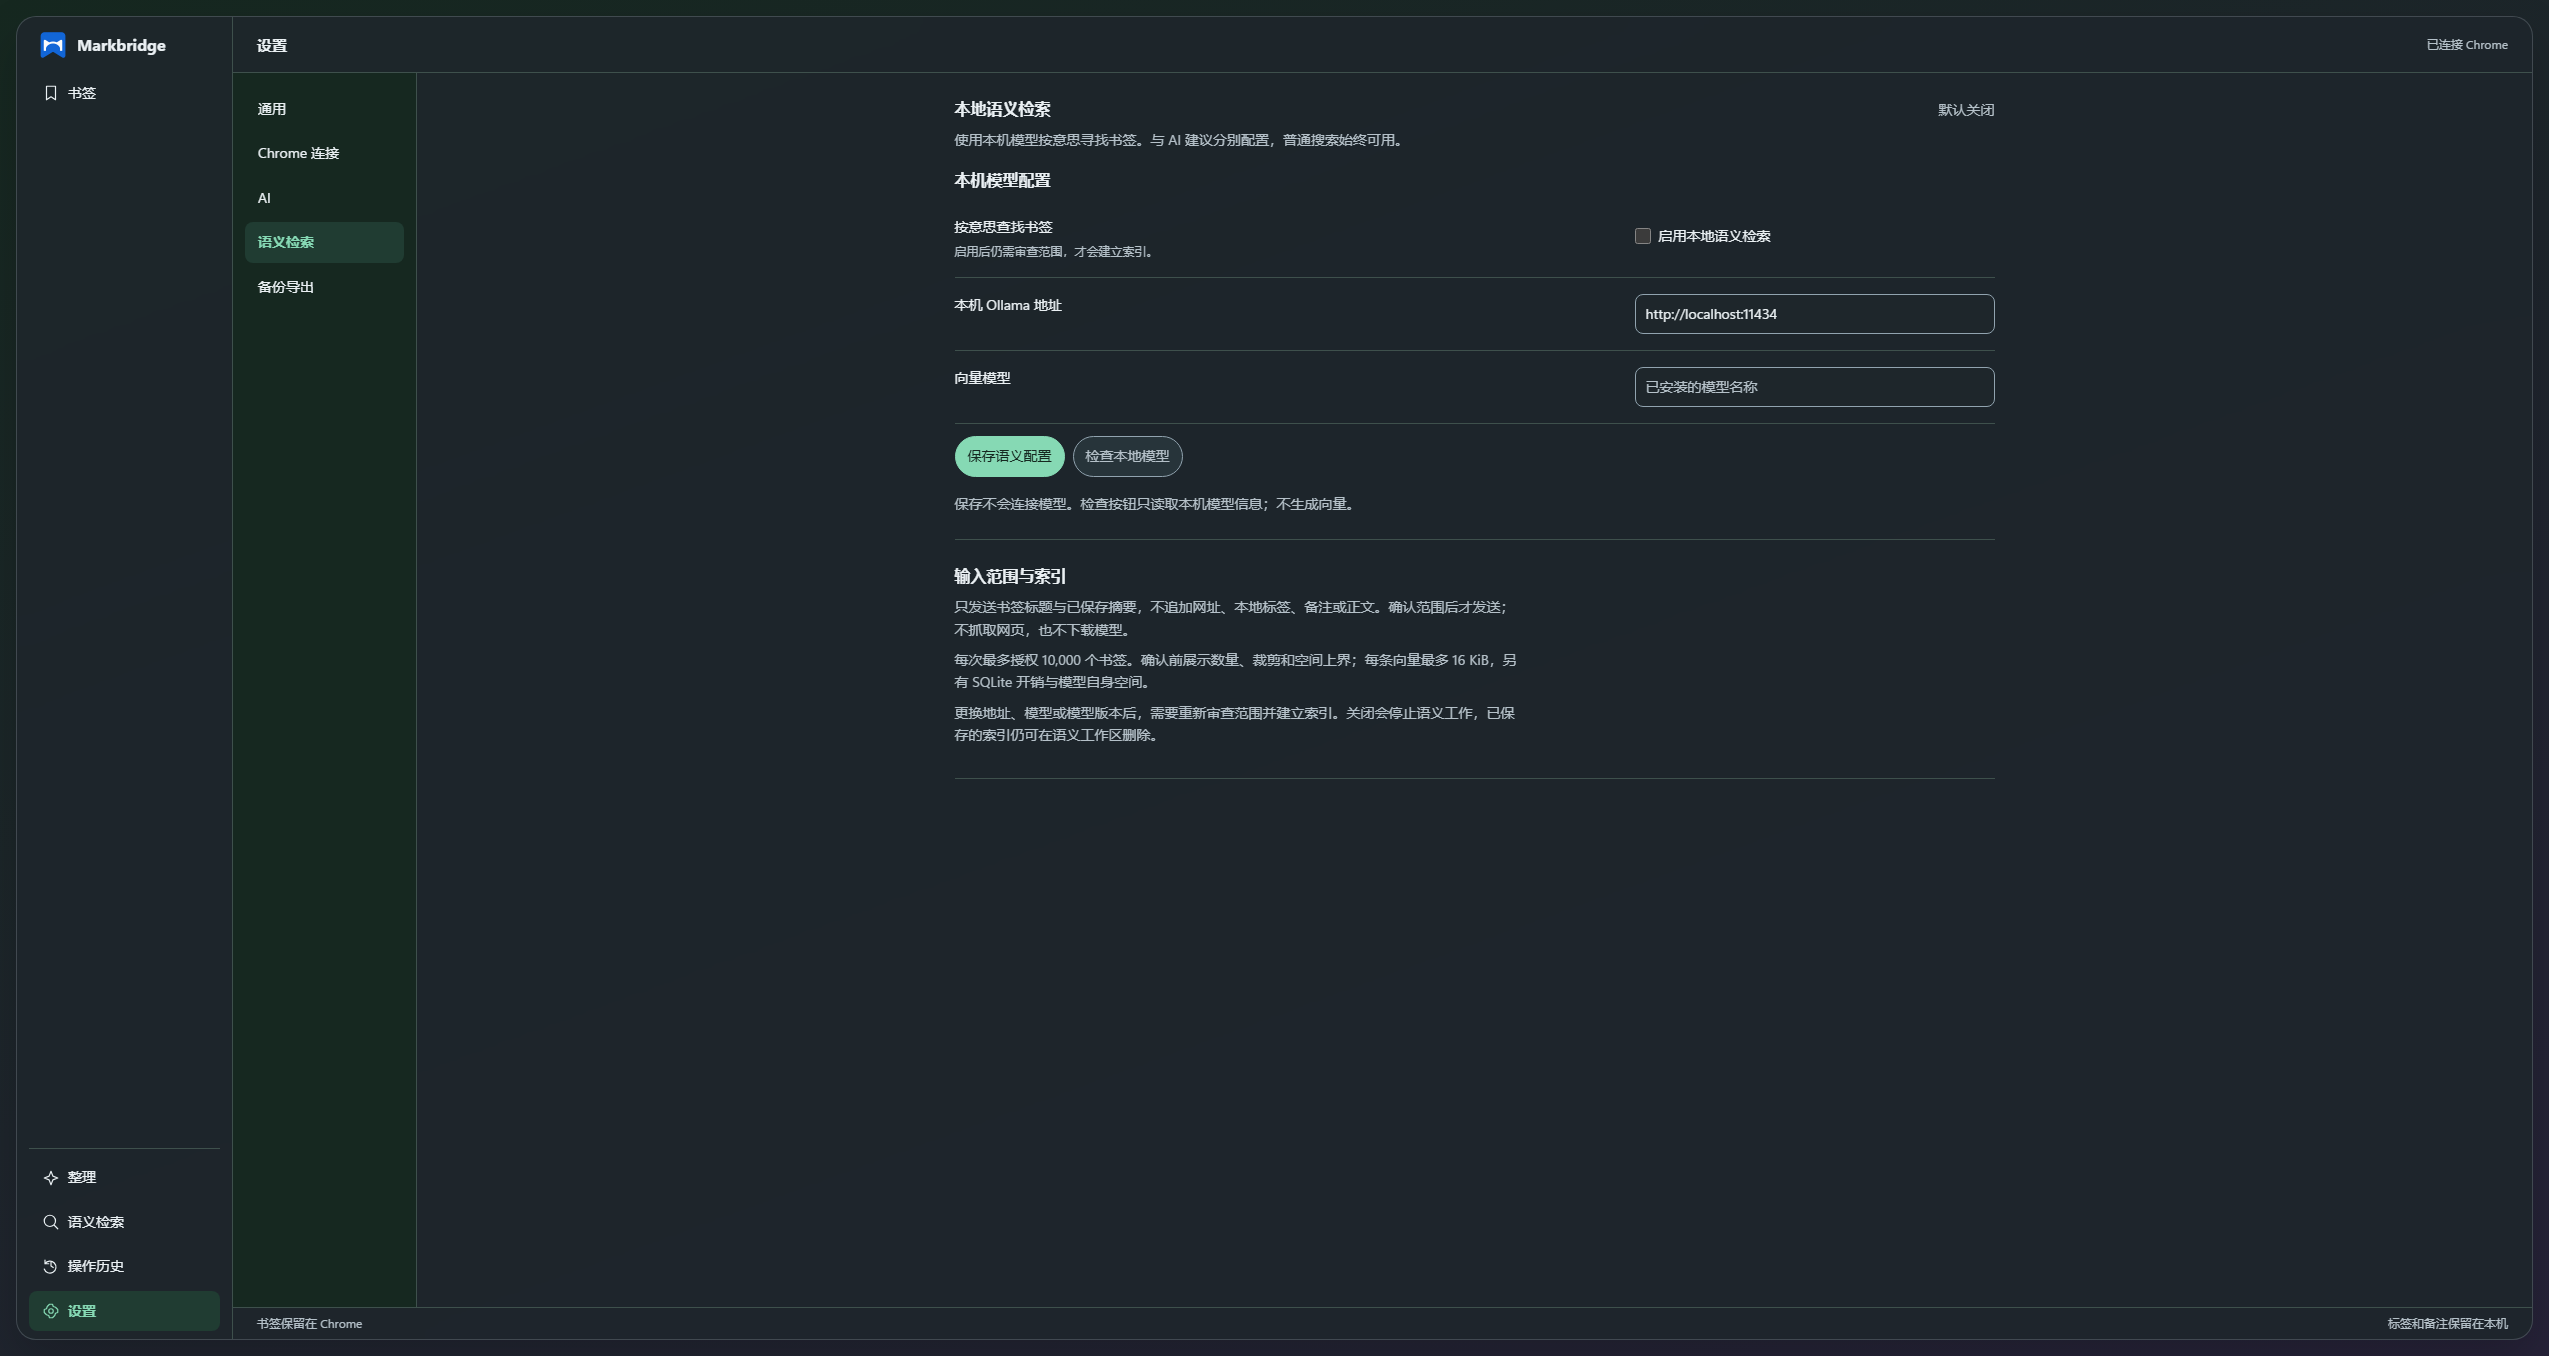 Markbridge
书签
整理
语义检索
操作历史
设置
设置
已连接 Chrome
通用
Chrome 连接
AI
语义检索
备份导出
本地语义检索
默认关闭
使用本机模型按意思寻找书签。与 AI 建议分别配置，普通搜索始终可用。
本机模型配置
按意思查找书签
启用后仍需审查范围，才会建立索引。
启用本地语义检索
本机 Ollama 地址
http://localhost:11434
向量模型
已安装的模型名称
保存语义配置
检查本地模型
保存不会连接模型。检查按钮只读取本机模型信息；不生成向量。
输入范围与索引
只发送书签标题与已保存摘要，不追加网址、本地标签、备注或正文。确认范围后才发送；
不抓取网页，也不下载模型。
每次最多授权 10,000 个书签。确认前展示数量、裁剪和空间上界；每条向量最多 16 KiB，另
有 SQLite 开销与模型自身空间。
更换地址、模型或模型版本后，需要重新审查范围并建立索引。关闭会停止语义工作，已保
存的索引仍可在语义工作区删除。
书签保留在 Chrome
标签和备注保留在本机